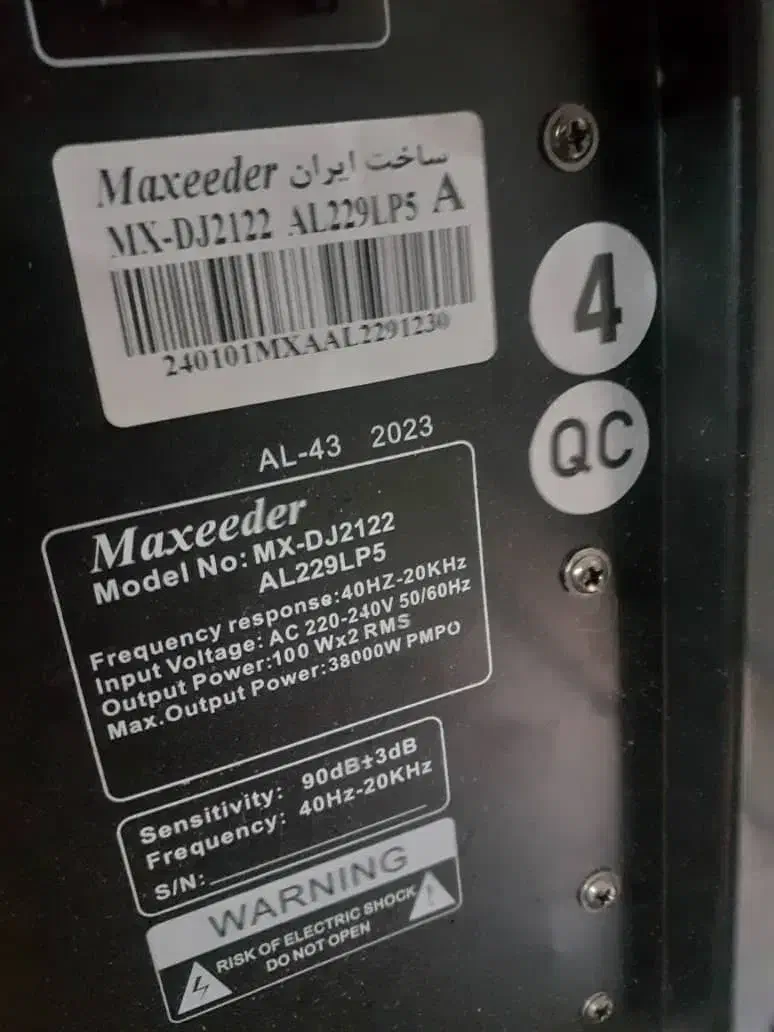 Maxeeder ساخت ایران
MX-DJ2122 AL229LP5 A
240101MXAAL2291230
4
QC
AL-43 2023
Maxeeder
Model No: MX-DJ2122
AL229LP5
Frequency response:40HZ-20KHz
Input Voltage: AC 220-240V 50/60Hz
Output Power:100 Wx2 RMS
Max.Output Power:38000W PMPO
Sensitivity: 90dB±3dB
Frequency: 40Hz-20KHz
S/N:
WARNING
RISK OF ELECTRIC SHOCK
DO NOT OPEN